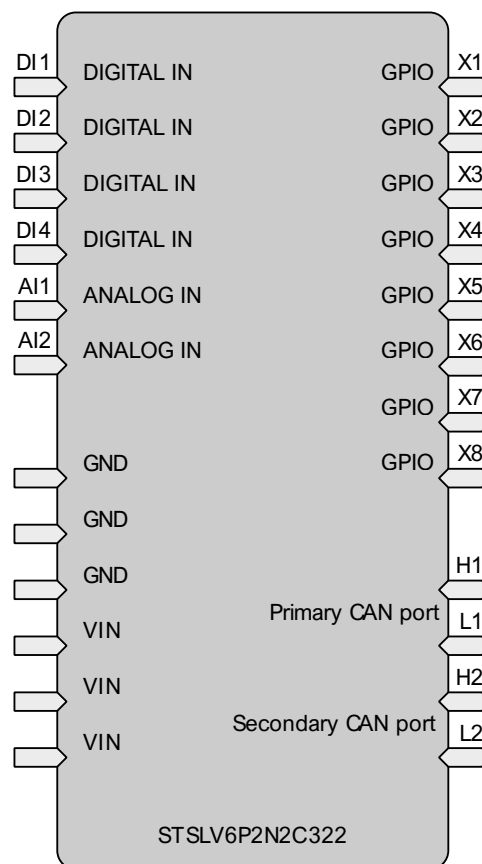 DI1 DIGITAL IN GPIO X1
DI2 DIGITAL IN GPIO X2
DI3 DIGITAL IN GPIO X3
DI4 DIGITAL IN GPIO X4
AI1 ANALOG IN GPIO X5
AI2 ANALOG IN GPIO X6
GPIO X7
GND GPIO X8
GND
GND H1
Primary CAN port
VIN L1
VIN H2
Secondary CAN port
VIN L2
STSLV6P2N2C322